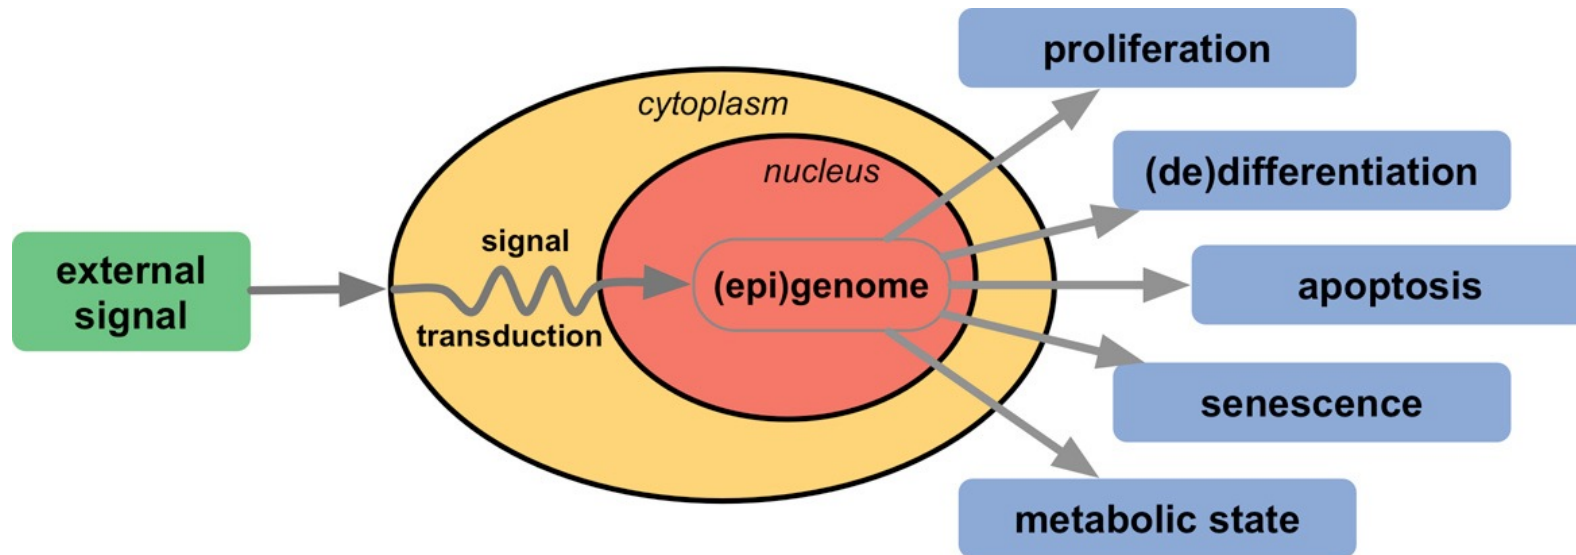 proliferation
cytoplasm
(de)differentiation
nucleus
signal
external
signal
(epi)genome
apoptosis
transduction
senescence
metabolic state